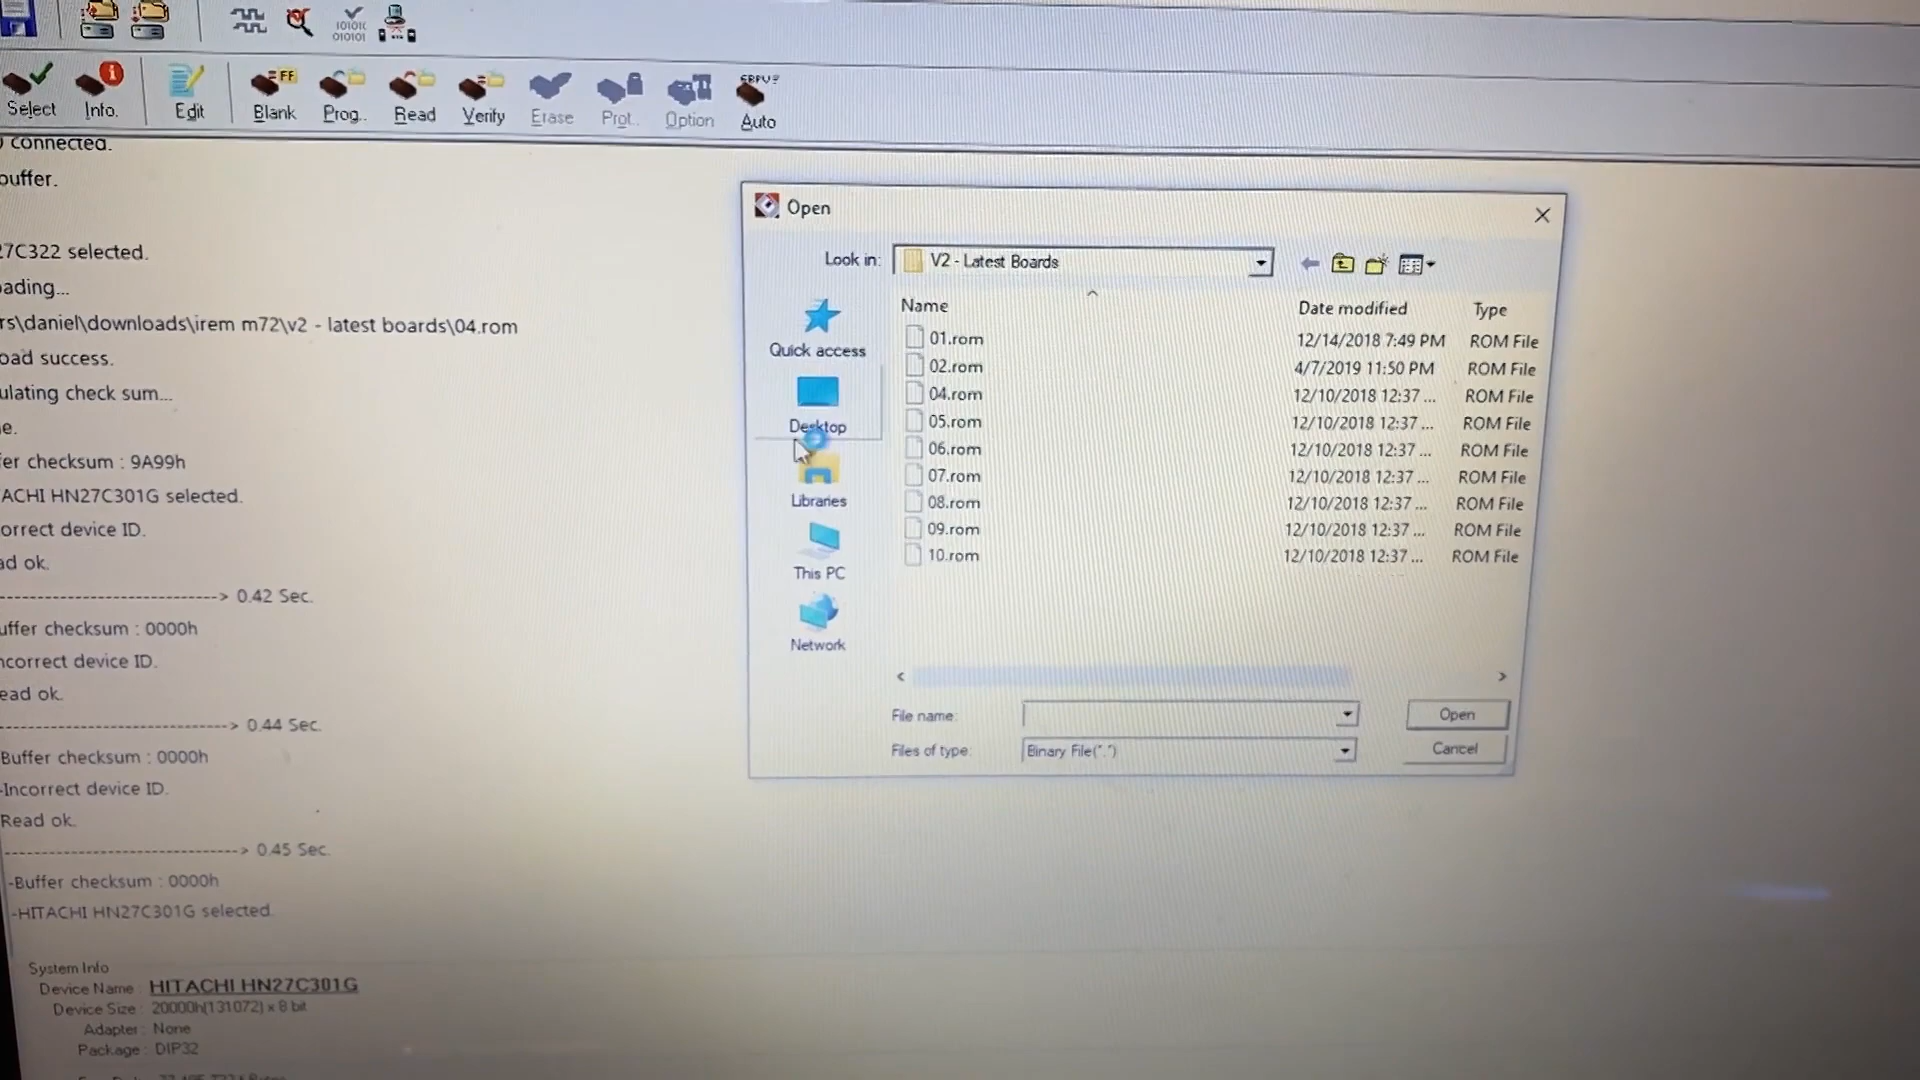 Select Info. Edit Blank Prog.. Read Verify Erase Prot.. Option Auto
FF
connected.
buffer.
27C322 selected.
ading...
rs\daniel\downloads\irem m72\v2 - latest boards\04.rom
oad success.
ulating check sum...
e.
er checksum : 9A99h
ACHI HN27C301G selected.
orrect device ID.
ad ok.
-------------------------------> 0.42 Sec.
uffer checksum : 0000h
ncorrect device ID.
ead ok.
-------------------------------> 0.44 Sec.
Buffer checksum : 0000h
-Incorrect device ID.
Read ok.
-------------------------------> 0.45 Sec.
-Buffer checksum : 0000h
-HITACHI HN27C301G selected.
System Info
Device Name : HITACHI HN27C301G
Device Size : 20000h(131072) x 8 bit
Adapter : None
Package : DIP32
Open
Look in: V2 - Latest Boards
Quick access
Desktop
Libraries
This PC
Network
Name Date modified Type
01.rom 12/14/2018 7:49 PM ROM File
02.rom 4/7/2019 11:50 PM ROM File
04.rom 12/10/2018 12:37 ... ROM File
05.rom 12/10/2018 12:37 ... ROM File
06.rom 12/10/2018 12:37 ... ROM File
07.rom 12/10/2018 12:37 ... ROM File
08.rom 12/10/2018 12:37 ... ROM File
09.rom 12/10/2018 12:37 ... ROM File
10.rom 12/10/2018 12:37 ... ROM File
File name: Open
Files of type: Binary File(*.*) Cancel